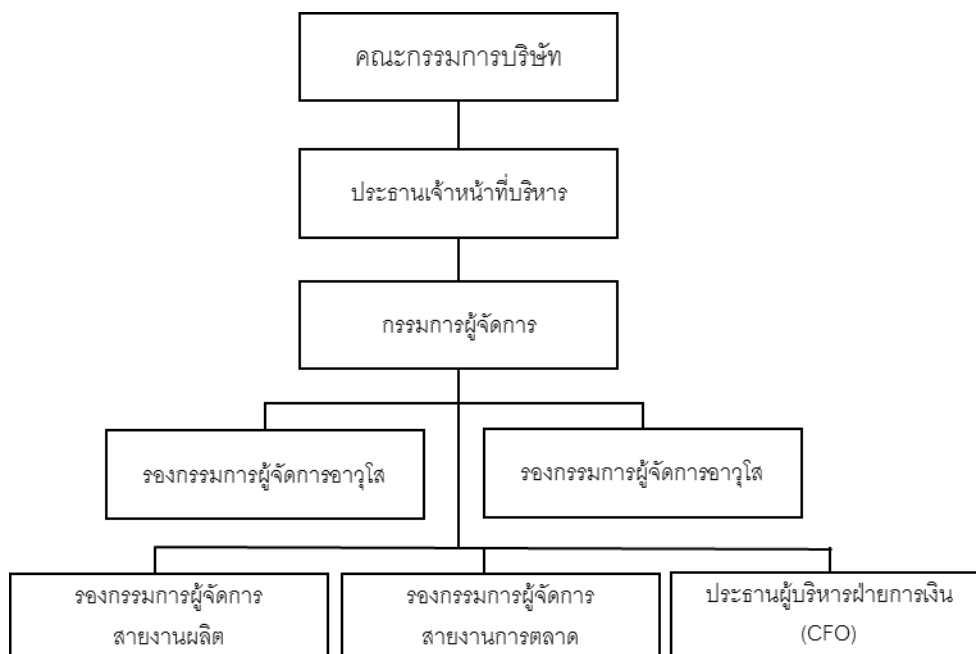 คณะกรรมการบริษัท
ประธานเจ้าหน้าที่บริหาร
กรรมการผู้จัดการ
รองกรรมการผู้จัดการอาวุโส
รองกรรมการผู้จัดการอาวุโส
รองกรรมการผู้จัดการ
สายงานผลิต
รองกรรมการผู้จัดการ
สายงานการตลาด
ประธานผู้บริหารฝ่ายการเงิน
(CFO)